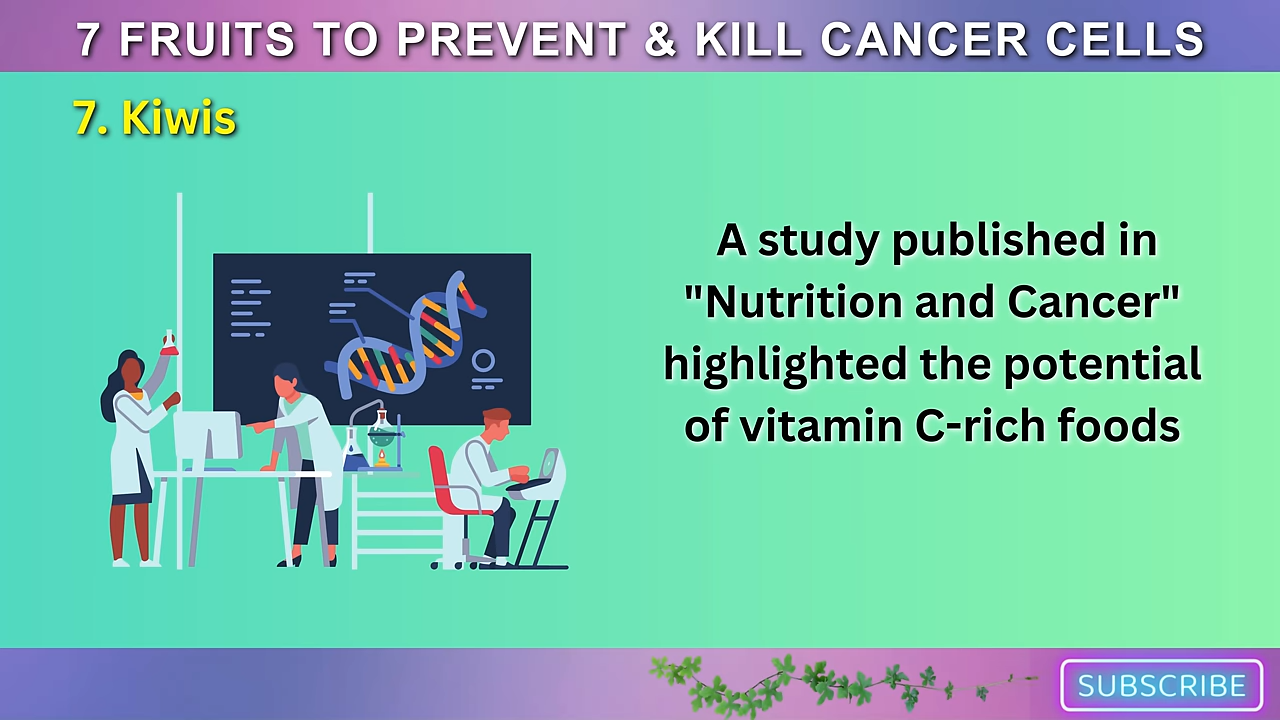 7 FRUITS TO PREVENT & KILL CANCER CELLS
7. Kiwis
A study published in
"Nutrition and Cancer"
highlighted the potential
of vitamin C-rich foods
SUBSCRIBE